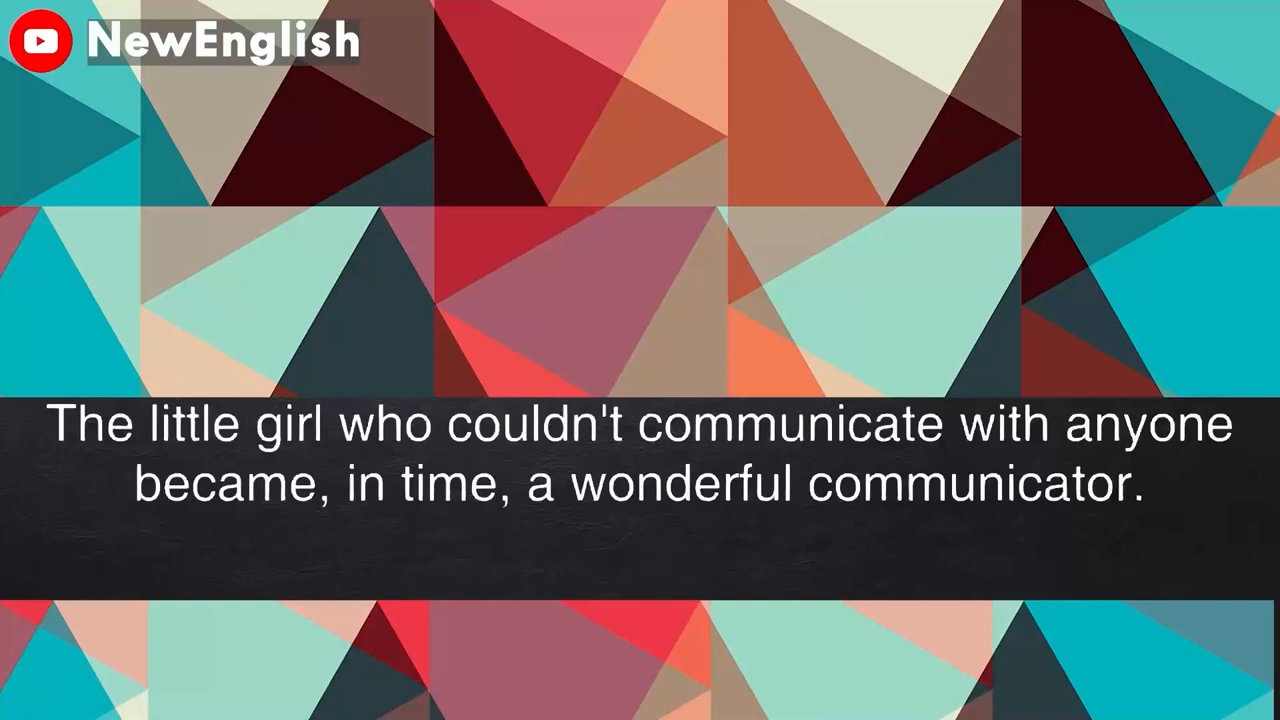 NewEnglish
The little girl who couldn't communicate with anyone
became, in time, a wonderful communicator.